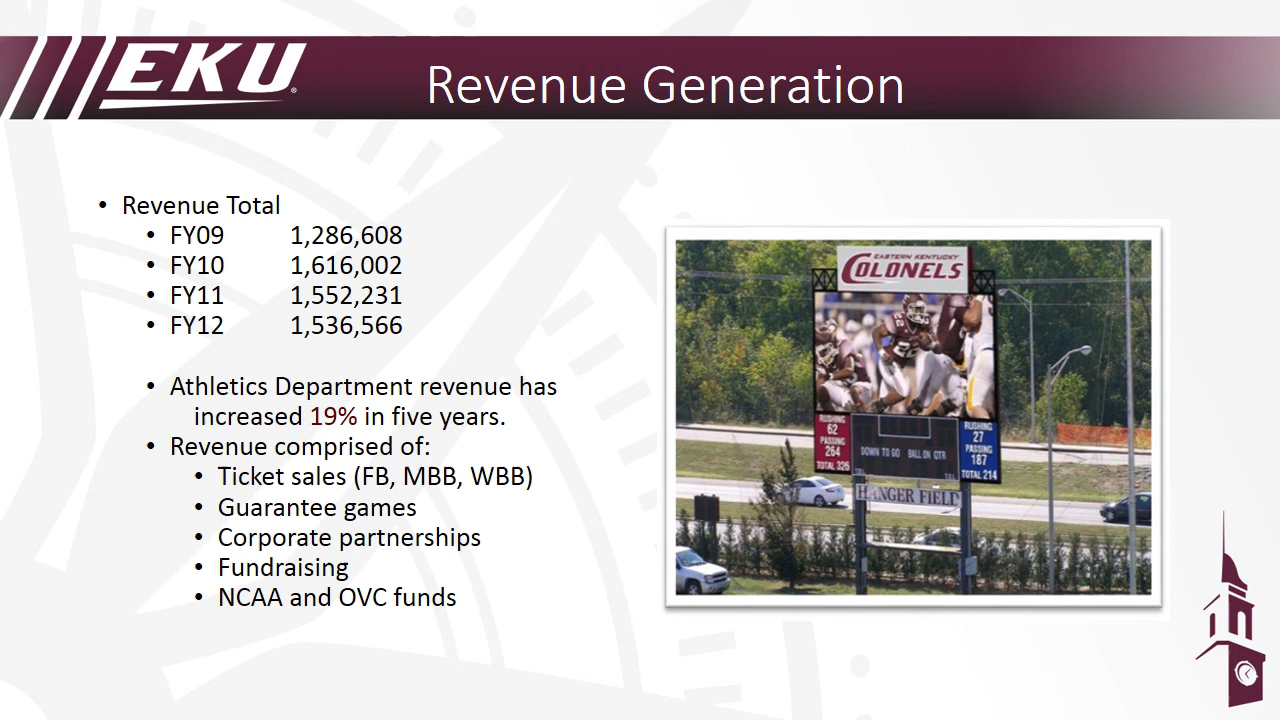 EKU
Revenue Generation
• Revenue Total
• FY09 1,286,608
• FY10 1,616,002
• FY11 1,552,231
• FY12 1,536,566
• Athletics Department revenue has
increased 19% in five years.
• Revenue comprised of:
• Ticket sales (FB, MBB, WBB)
• Guarantee games
• Corporate partnerships
• Fundraising
• NCAA and OVC funds
EASTERN KENTUCKY
COLONELS
22
RUSHING
62
PASSING
264
TOTAL 326
DOWN TO GO BALL ON QTR
RUSHING
27
PASSING
187
TOTAL 214
HANGER FIELD